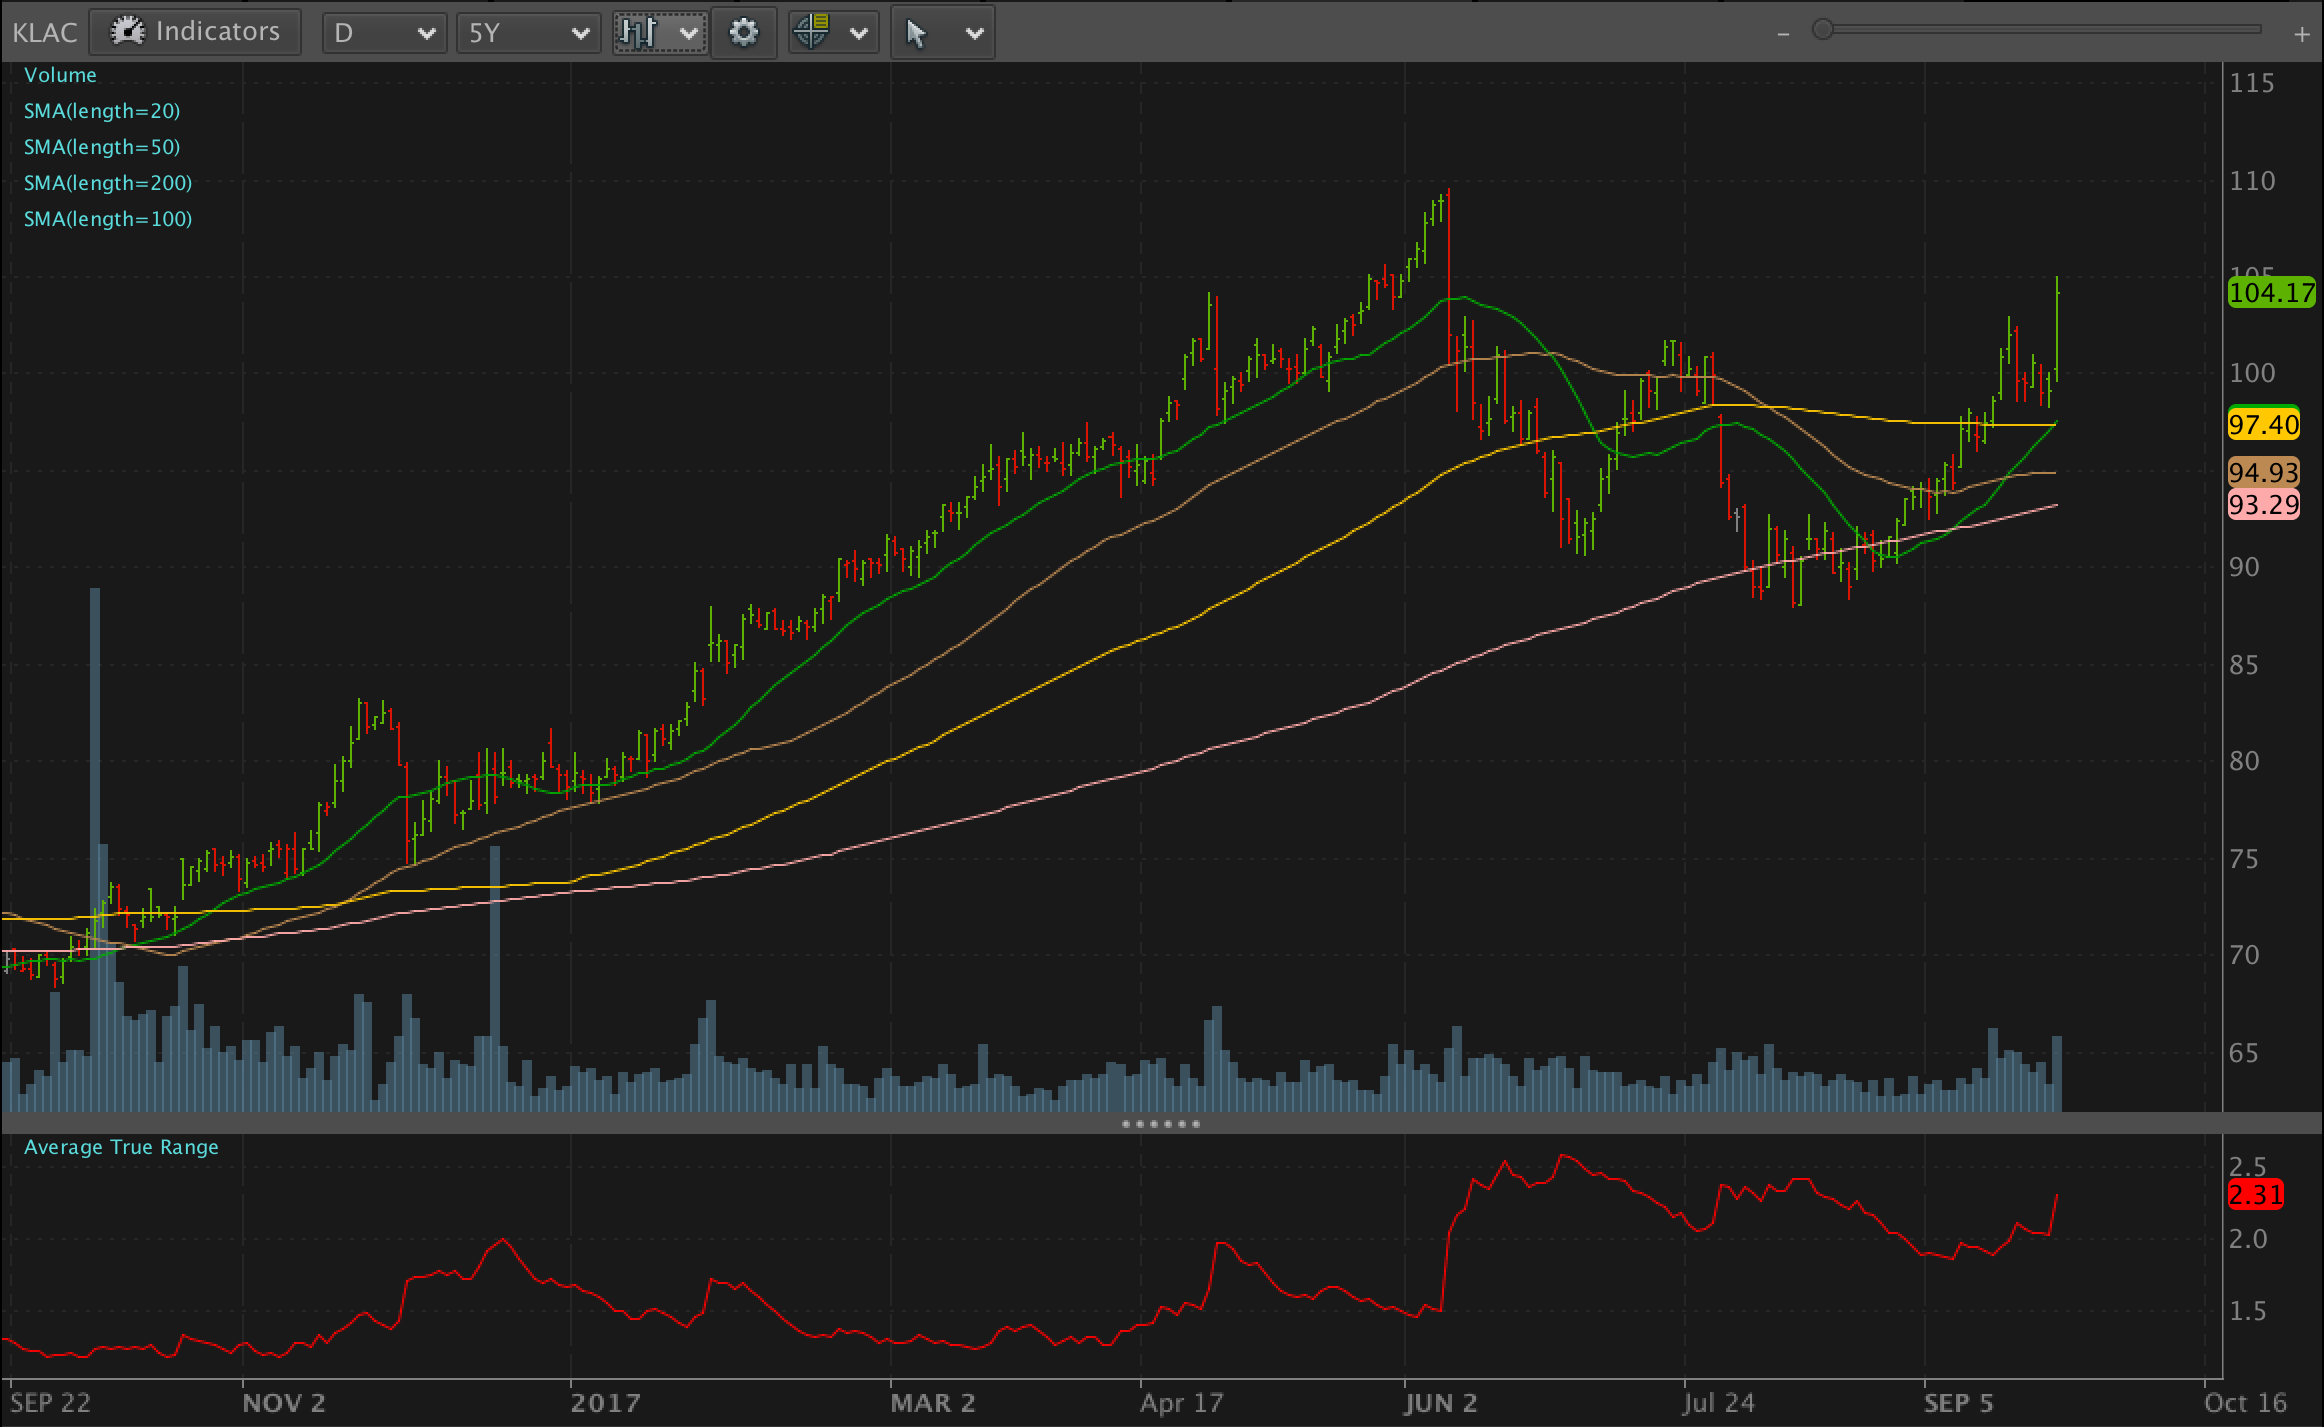 KLAC Indicators D 5Y − +
Volume
SMA(length=20)
SMA(length=50)
SMA(length=200)
SMA(length=100)
115
110
105
104.17
100
97.40
94.93
93.29
90
85
80
75
70
65
Average True Range
2.5
2.31
2.0
1.5
SEP 22 NOV 2 2017 MAR 2 Apr 17 JUN 2 Jul 24 SEP 5 Oct 16